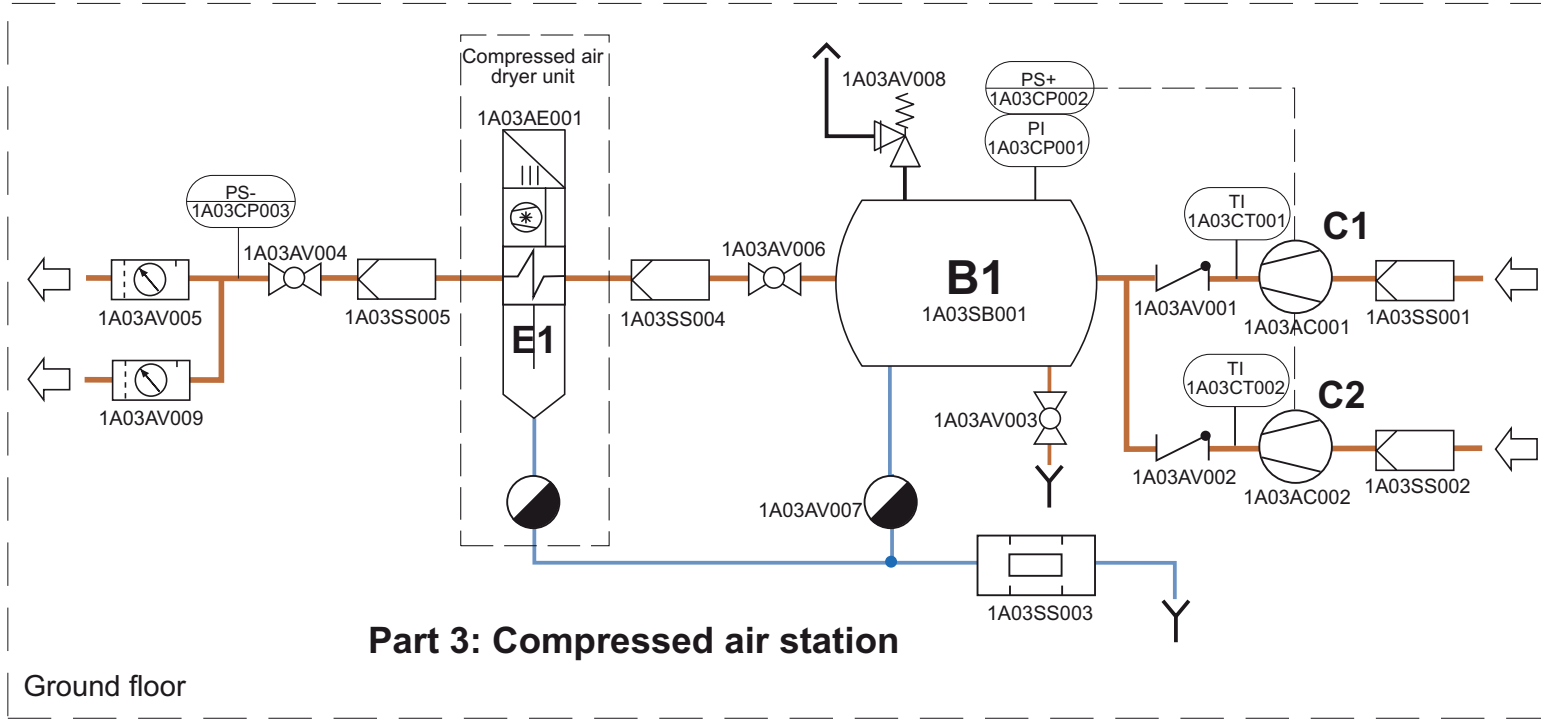 Compressed air
dryer unit
1A03AE001
1A03AV008
PS+
1A03CP002
PI
1A03CP001
PS-
1A03CP003
TI
1A03CT001
C1
1A03AV004
1A03AV006
B1
1A03SB001
1A03AV005
1A03SS005
E1
1A03SS004
1A03AV001
1A03AC001
1A03SS001
TI
1A03CT002
C2
1A03AV009
1A03AV003
1A03AV002
1A03AC002
1A03SS002
1A03AV007
1A03SS003
Part 3: Compressed air station
Ground floor